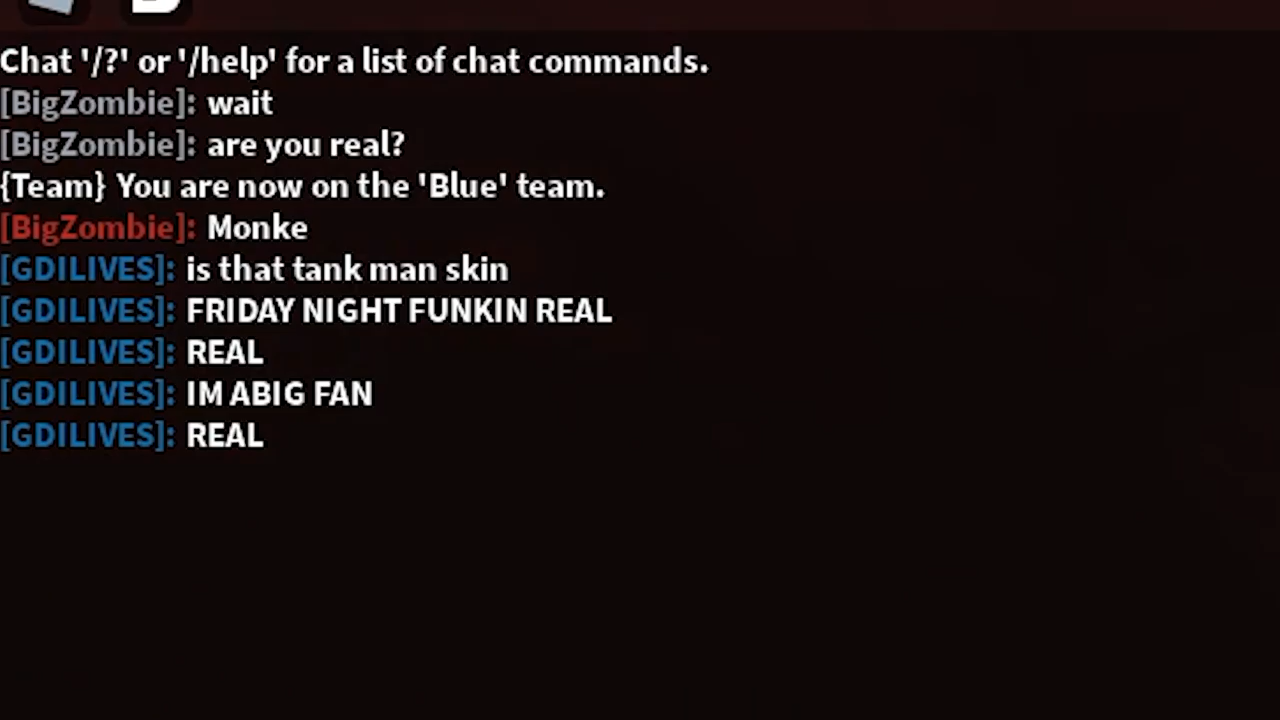 Chat '/?' or '/help' for a list of chat commands.
[BigZombie]: wait
[BigZombie]: are you real?
{Team} You are now on the 'Blue' team.
[BigZombie]: Monke
[GDILIVES]: is that tank man skin
[GDILIVES]: FRIDAY NIGHT FUNKIN REAL
[GDILIVES]: REAL
[GDILIVES]: IM ABIG FAN
[GDILIVES]: REAL